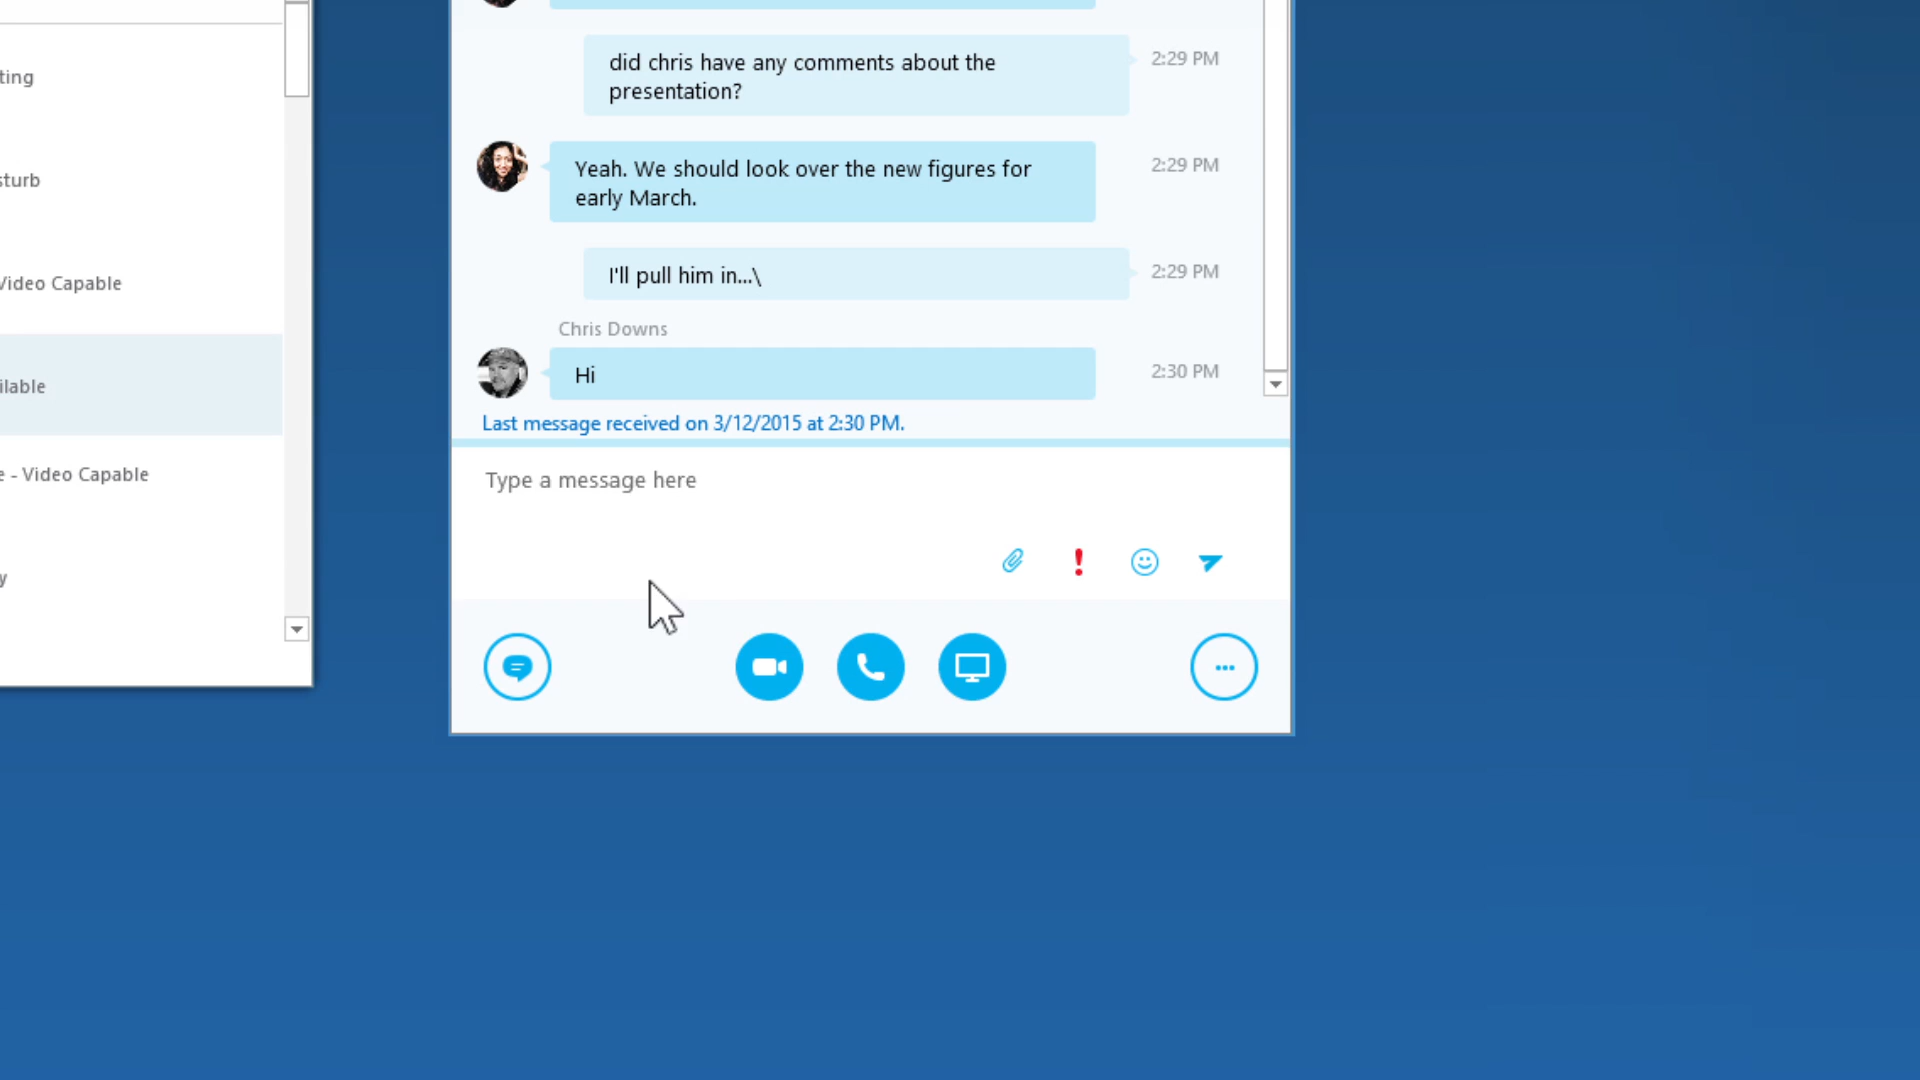 ting
sturb
Video Capable
ilable
e - Video Capable
y
did chris have any comments about the
presentation?
2:29 PM
Yeah. We should look over the new figures for
early March.
2:29 PM
I'll pull him in...\
2:29 PM
Chris Downs
Hi
2:30 PM
Last message received on 3/12/2015 at 2:30 PM.
Type a message here